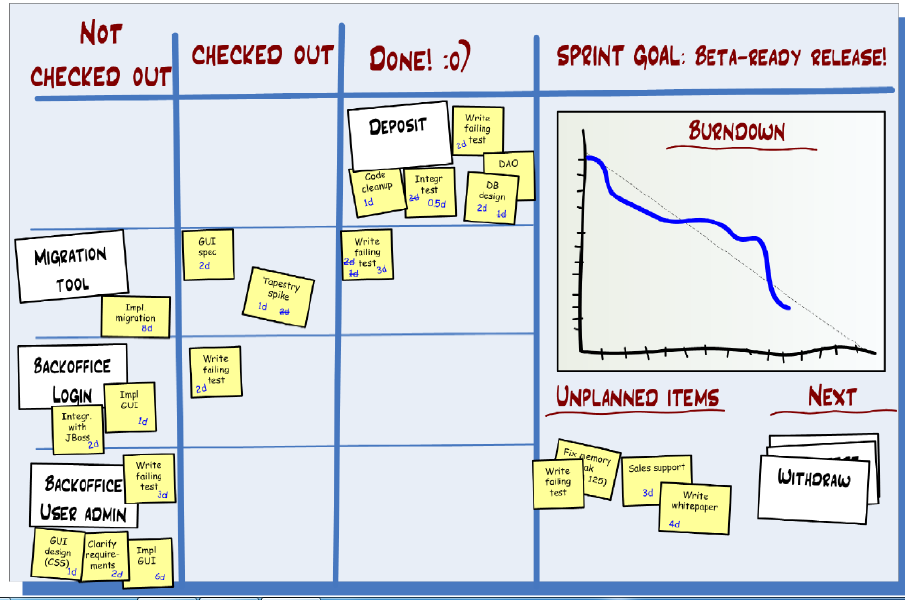 Not
checked out
checked out
Done! :o)
Sprint goal: Beta-ready release!
Deposit
Write
failing
test
2d
DAO
Code
cleanup
1d
Integr
test
2d 0.5d
DB
design
2d 1d
Burndown
Migration
tool
Impl
migration
8d
GUI
spec
2d
Tapestry
spike
1d 2d
Write
failing
test
2d
1d 3d
Backoffice
Login
Integr.
with
JBoss
2d
Impl
GUI
1d
Write
failing
test
2d
Unplanned items
Next
Fix memory
(125)
Write
failing
test
Sales support
3d
Write
whitepaper
4d
Withdraw
Backoffice
User admin
Write
failing
test
3d
GUI
design
(CSS)
1d
Clarify
require-
ments
2d
Impl
GUI
6d